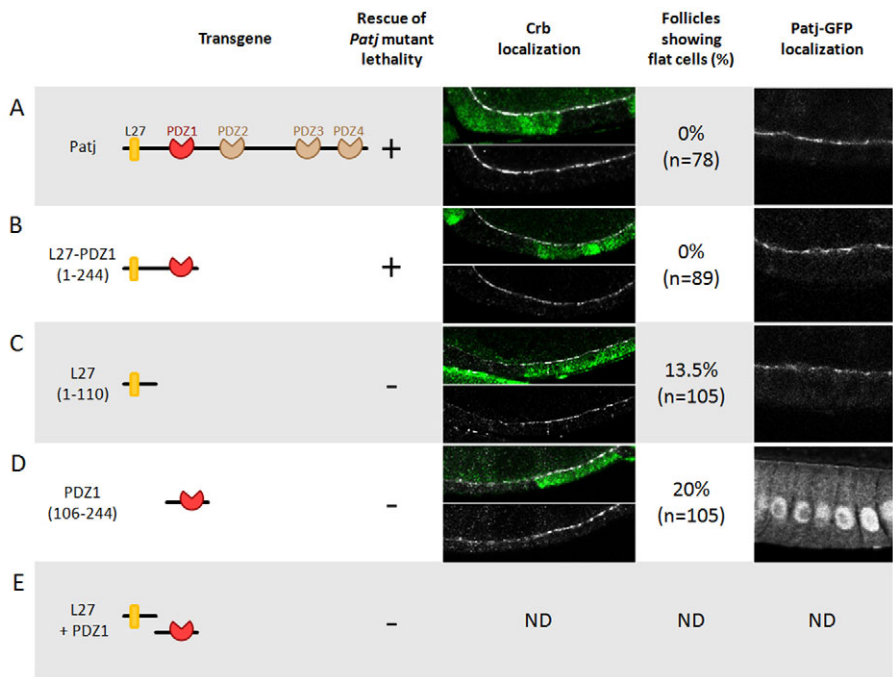 Transgene
Rescue of
Patj mutant
lethality
Crb
localization
Follicles
showing
flat cells (%)
Patj-GFP
localization
A
Patj
L27
PDZ1
PDZ2
PDZ3
PDZ4
+
0%
(n=78)
B
L27-PDZ1
(1-244)
+
0%
(n=89)
C
L27
(1-110)
-
13.5%
(n=105)
D
PDZ1
(106-244)
-
20%
(n=105)
E
L27
+ PDZ1
-
ND
ND
ND